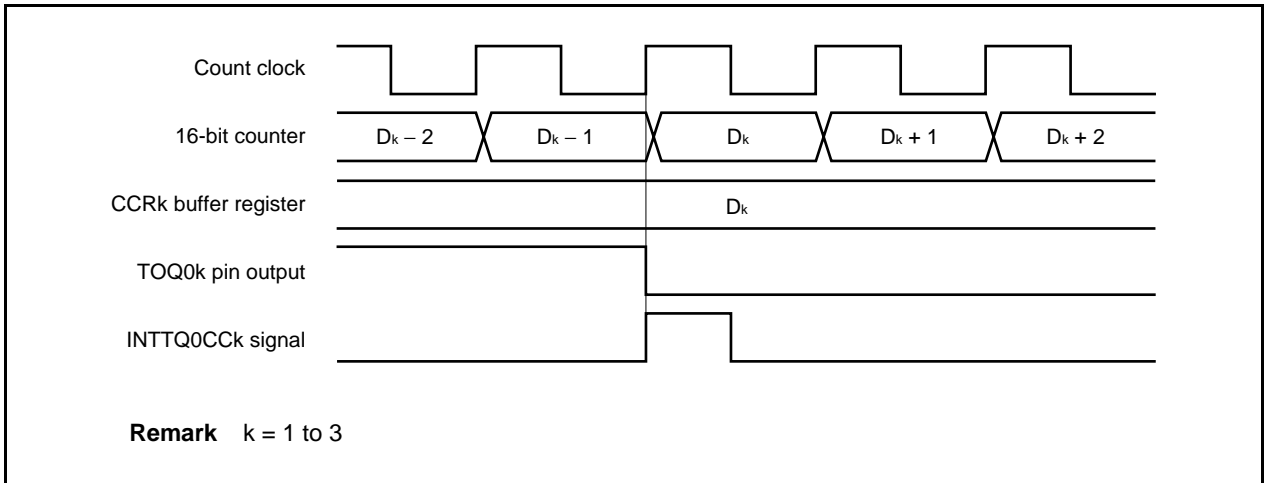 Count clock
16-bit counter
Dk − 2
Dk − 1
Dk
Dk + 1
Dk + 2
CCRk buffer register
Dk
TOQ0k pin output
INTTQ0CCk signal
Remark k = 1 to 3